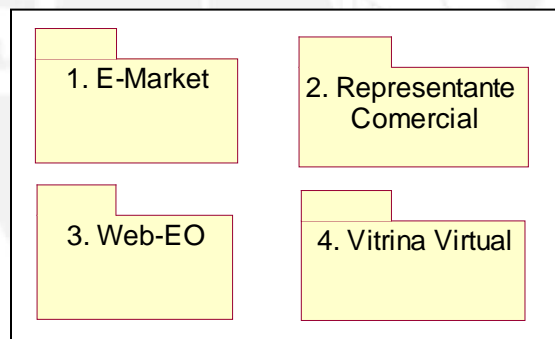 1. E-Market
2. Representante
Comercial
3. Web-EO
4. Vitrina Virtual